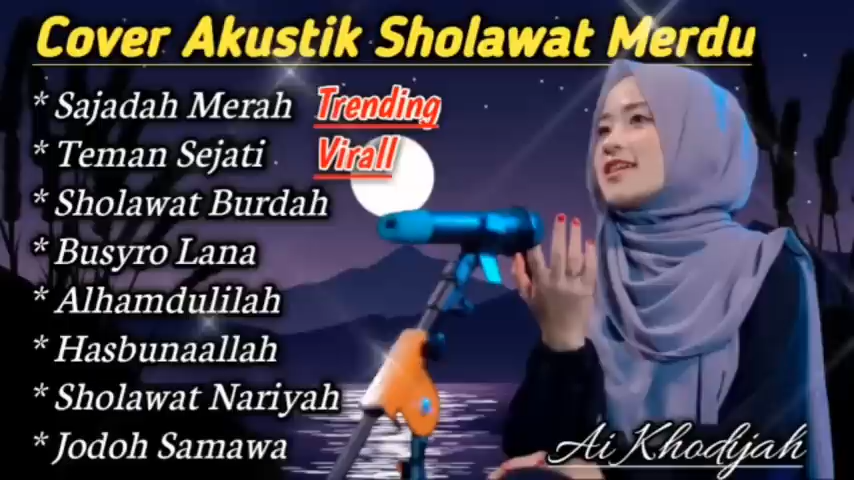 Cover Akustik Sholawat Merdu
* Sajadah Merah Trending
* Teman Sejati Virall
* Sholawat Burdah
* Busyro Lana
* Alhamdulilah
* Hasbunaallah
* Sholawat Nariyah
* Jodoh Samawa
Ai Khodijah